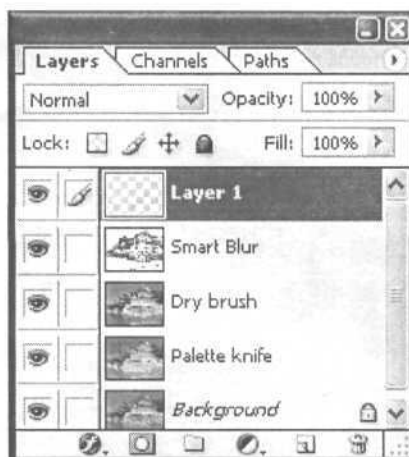 Layers Channels Paths
Normal Opacity: 100%
Lock: Fill: 100%
Layer 1
Smart Blur
Dry brush
Palette knife
Background